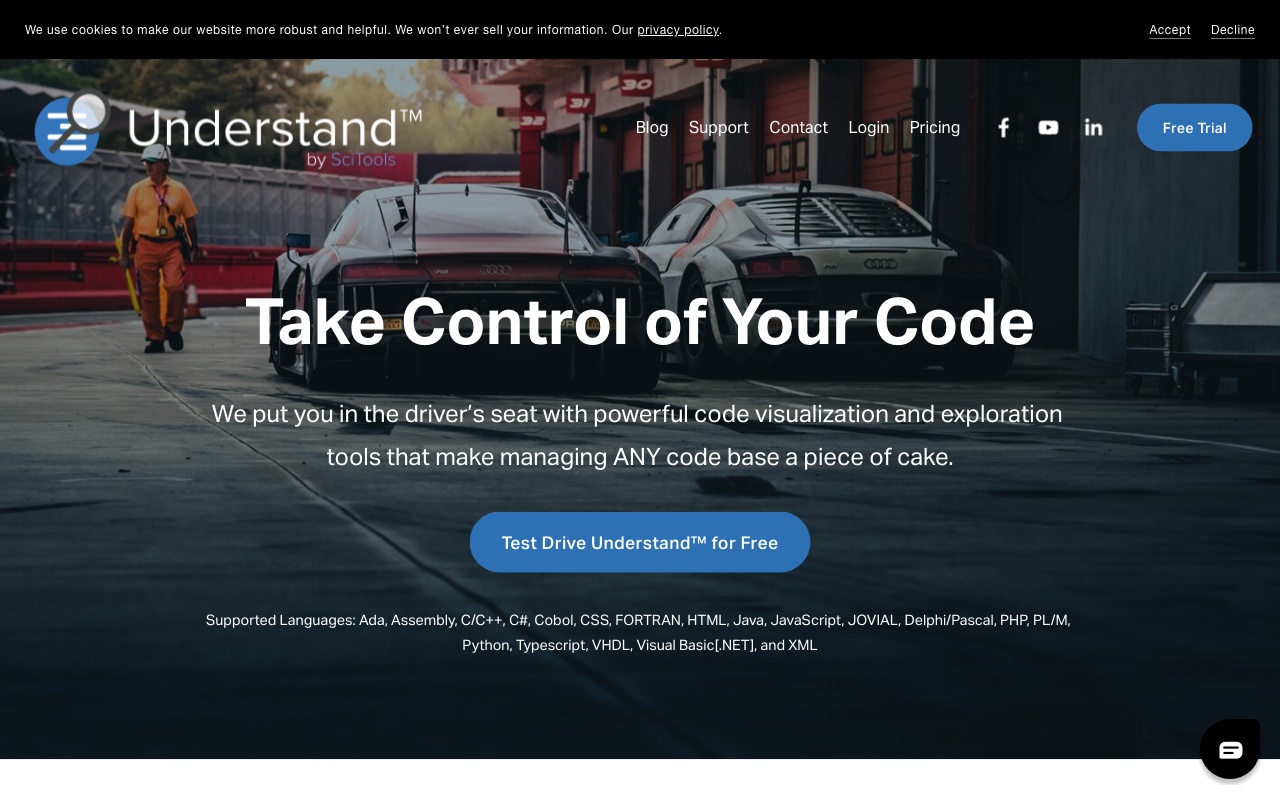 We use cookies to make our website more robust and helpful. We won't ever sell your information. Our privacy policy.
Accept
Decline
Understand™
by SciTools
Blog
Support
Contact
Login
Pricing
Free Trial
32
31
30
Take Control of Your Code
We put you in the driver's seat with powerful code visualization and exploration
tools that make managing ANY code base a piece of cake.
Test Drive Understand™ for Free
Supported Languages: Ada, Assembly, C/C++, C#, Cobol, CSS, FORTRAN, HTML, Java, JavaScript, JOVIAL, Delphi/Pascal, PHP, PL/M,
Python, Typescript, VHDL, Visual Basic[.NET], and XML